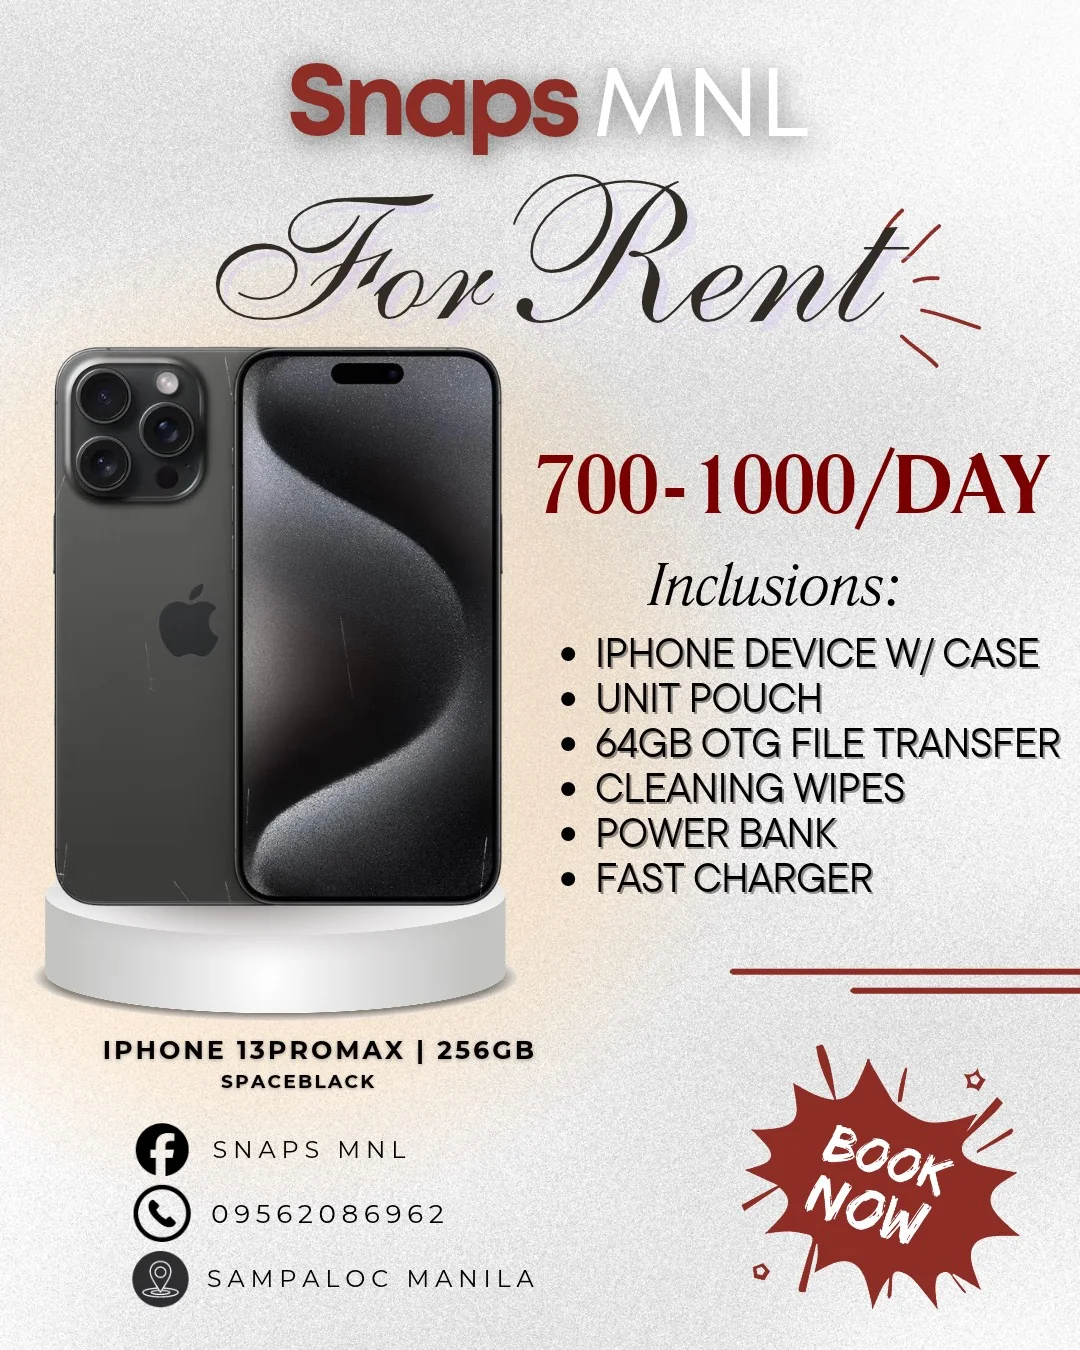 Snaps MNL
For Rent
700-1000/DAY
Inclusions:
• IPHONE DEVICE W/ CASE
• UNIT POUCH
• 64GB OTG FILE TRANSFER
• CLEANING WIPES
• POWER BANK
• FAST CHARGER
IPHONE 13PROMAX | 256GB
SPACEBLACK
SNAPS MNL
09562086962
SAMPALOC MANILA
BOOK
NOW